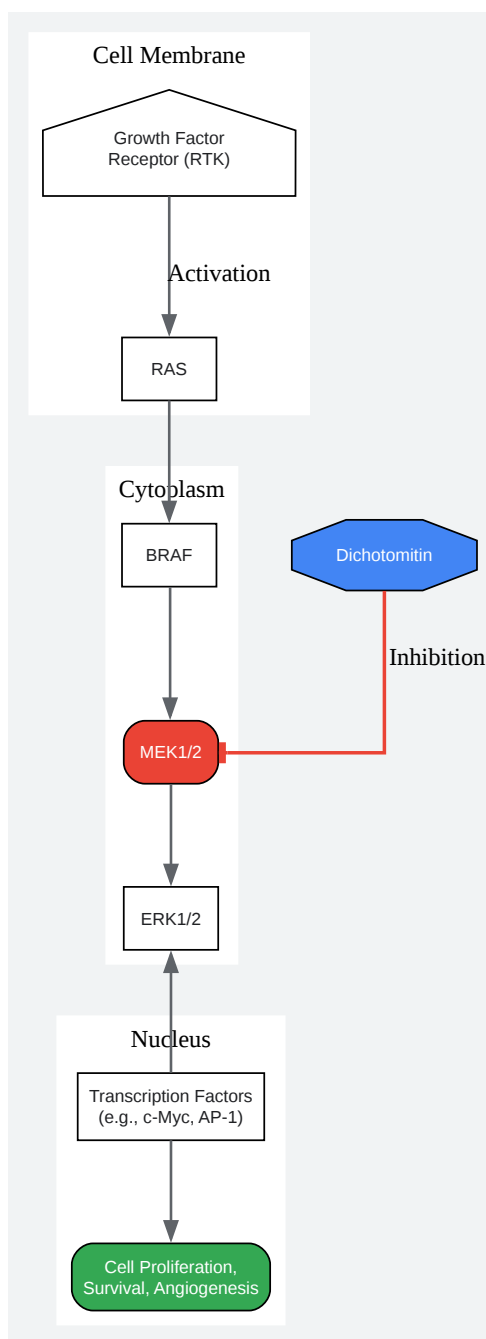 Cell Membrane
Growth Factor
Receptor (RTK)
Activation
RAS
Cytoplasm
BRAF
Dichotomitin
Inhibition
MEK1/2
ERK1/2
Nucleus
Transcription Factors
(e.g., c-Myc, AP-1)
Cell Proliferation,
Survival, Angiogenesis